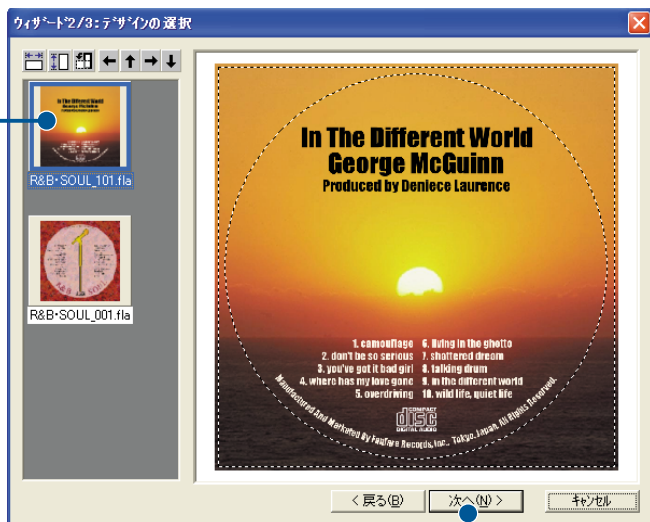 ウィザード2/3:デザインの選択
R&B･SOUL_101.fla
R&B･SOUL_001.fla
In The Different World
George McGuinn
Produced by Deniece Laurence
1. camouflage
2. don't be so serious
3. you've got it bad girl
4. where has my love gone
5. overdriving
6. living in the ghotto
7. shattered dream
8. talking drum
9. in the different world
10. wild life, quiet life
COMPACT
disc
DIGITAL AUDIO
Manufactured And Marketed By Fanfare Records, Inc., Tokyo, Japan, All Rights Reserved.
< 戻る(B)
次へ(N) >
キャンセル